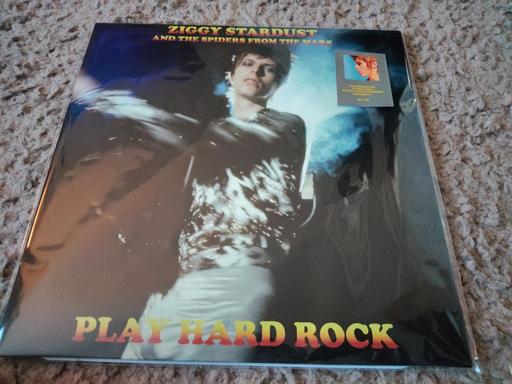 ZIGGY STARDUST
AND THE SPIDERS FROM THE MARS
PLAY HARD ROCK